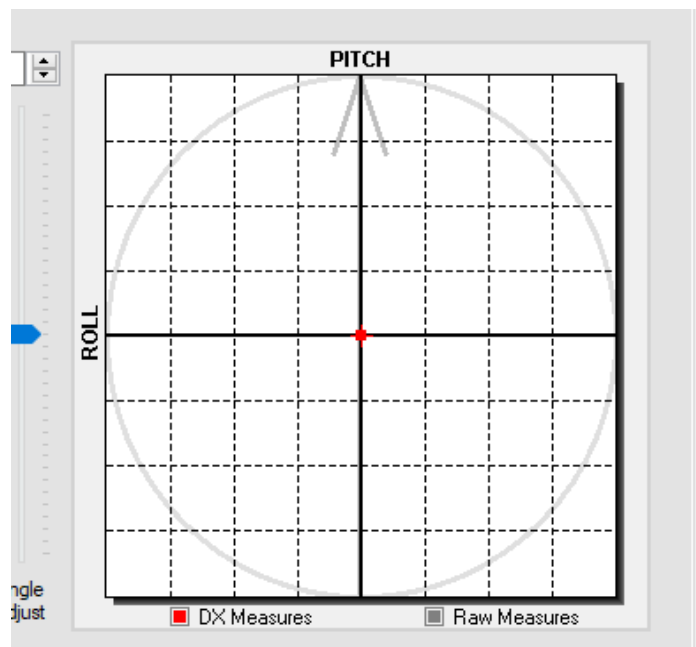 PITCH
ROLL
ngle
djust
DX Measures
Raw Measures